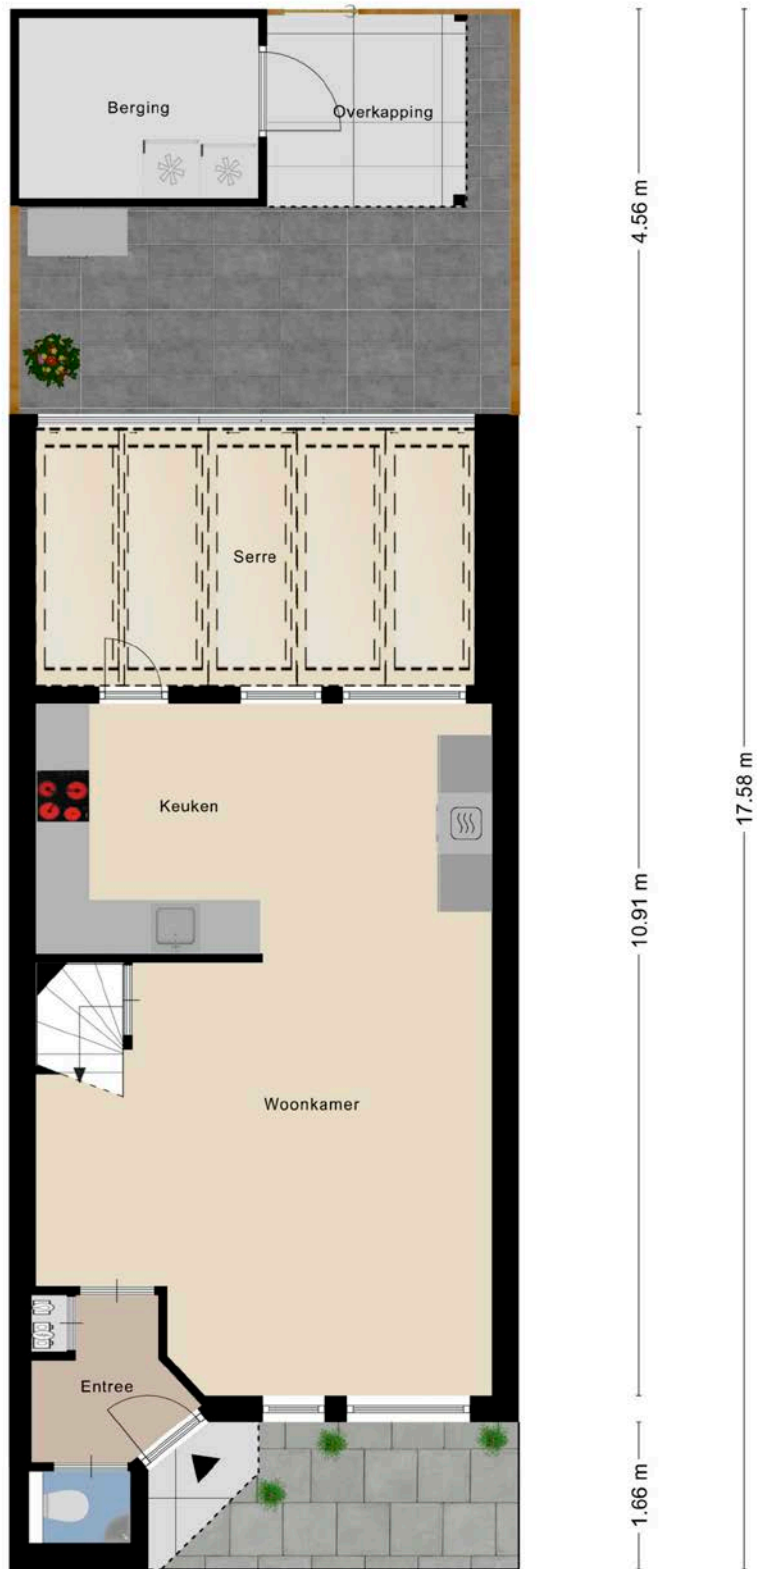 Berging
Overkapping
4.56 m
Serre
17.58 m
Keuken
10.91 m
Woonkamer
Entree
1.66 m